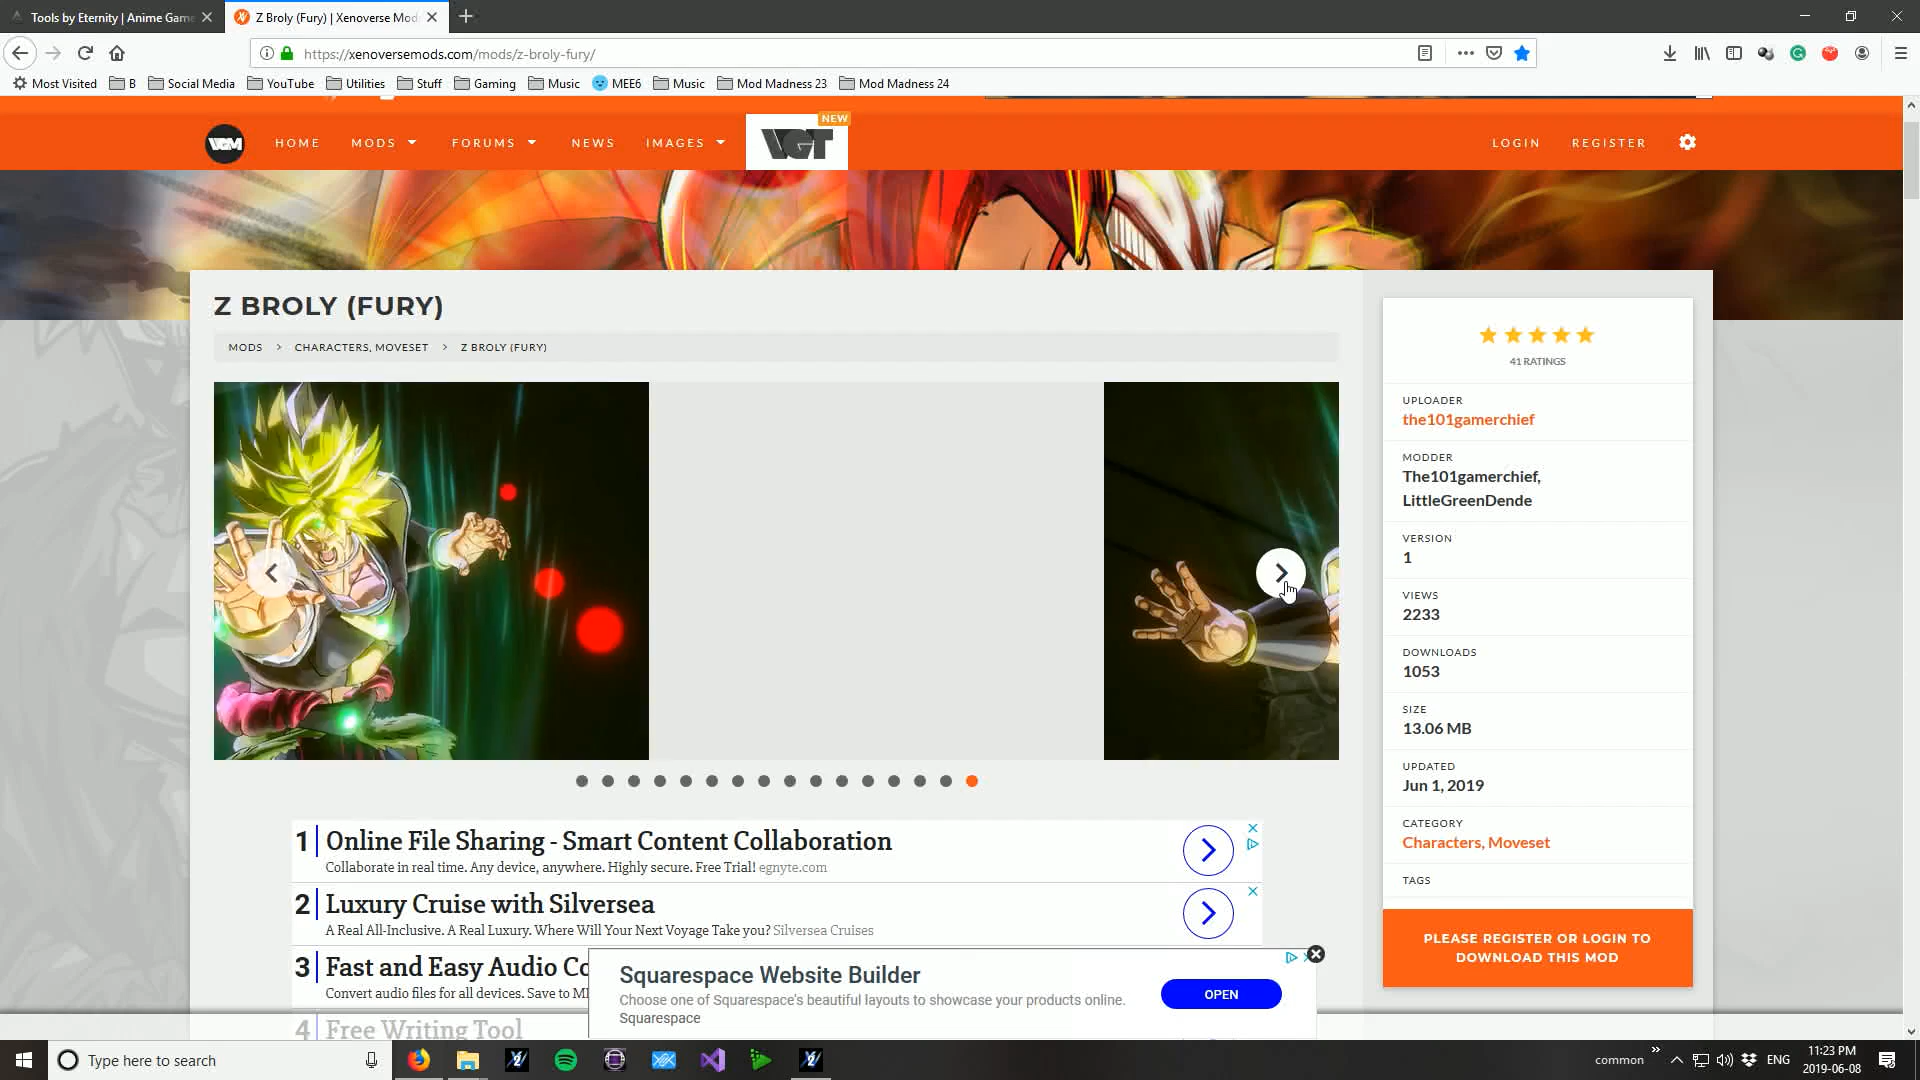 Tools by Eternity | Anime Game
Z Broly (Fury) | Xenoverse Mod
https://xenoversemods.com/mods/z-broly-fury/
Most Visited
B
Social Media
YouTube
Utilities
Stuff
Gaming
Music
MEE6
Music
Mod Madness 23
Mod Madness 24
VGM
HOME
MODS
FORUMS
NEWS
IMAGES
NEW
VGT
LOGIN
REGISTER
Z BROLY (FURY)
MODS > CHARACTERS, MOVESET > Z BROLY (FURY)
41 RATINGS
UPLOADER
the101gamerchief
MODDER
The101gamerchief,
LittleGreenDende
VERSION
1
VIEWS
2233
DOWNLOADS
1053
SIZE
13.06 MB
UPDATED
Jun 1, 2019
CATEGORY
Characters, Moveset
TAGS
PLEASE REGISTER OR LOGIN TO
DOWNLOAD THIS MOD
1 Online File Sharing - Smart Content Collaboration
Collaborate in real time. Any device, anywhere. Highly secure. Free Trial! egnyte.com
2 Luxury Cruise with Silversea
A Real All-Inclusive. A Real Luxury. Where Will Your Next Voyage Take you? Silversea Cruises
3 Fast and Easy Audio Co
Convert audio files for all devices. Save to
4 Free Writing Tool
Squarespace Website Builder
Choose one of Squarespace's beautiful layouts to showcase your products online.
Squarespace
OPEN
Type here to search
common
ENG
11:23 PM
2019-06-08